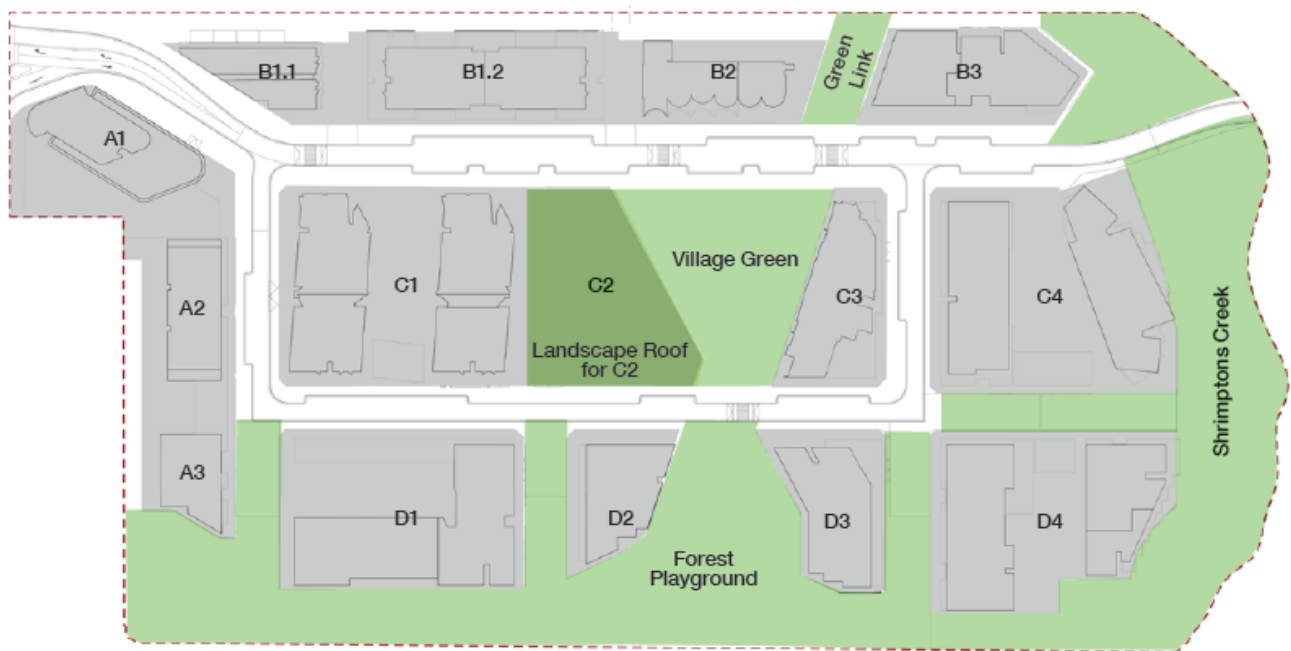 B1.1
B1.2
B2
Green
Link
B3
A1
A2
C1
C2
Landscape Roof
for C2
Village Green
C3
C4
Shrimptons Creek
A3
D1
D2
Forest
Playground
D3
D4